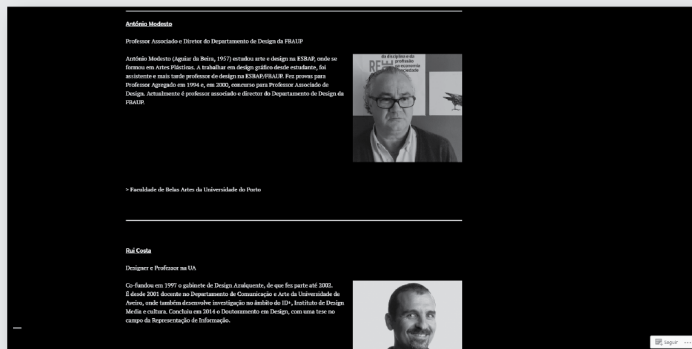 António Modesto
Professor Associado e Diretor do Departamento de Design da FBAUP
António Modesto (Aguiar da Beira, 1957) estudou arte e design na ESBAP, onde se
formou em Artes Plásticas. A trabalhar em design gráfico desde estudante, foi
assistente e mais tarde professor de design na ESBAP/FBAUP. Fez provas para
Professor Agregado em 1994 e, em 2000, concurso para Professor Associado de
Design. Actualmente é professor associado e director do Departamento de Design da
FBAUP.
> Faculdade de Belas Artes da Universidade do Porto
Rui Costa
Designer e Professor na UA
Co-fundou em 1997 o gabinete de Design Analquente, de que fez parte até 2002.
É desde 2001 docente no Departamento de Comunicação e Arte da Universidade de
Aveiro, onde também desenvolve investigação no âmbito do ID+, Instituto de Design
Media e cultura. Concluiu em 2014 o Doutoramento em Design, com uma tese no
campo da Representação de Informação.
Seguir ...